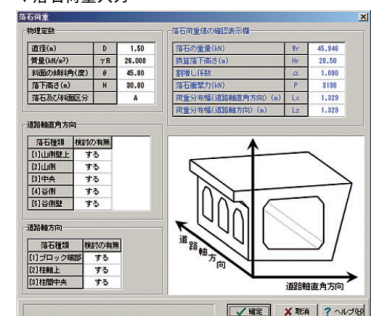 落石荷重
物理定数
直径(m) D 1.50
質量(kN/m³) γR 26.000
斜面の傾斜角(度) θ 45.00
落下高さ(m) H 30.00
落石及び斜面区分 A
落石荷重値の確認表示欄
落石の重量(kN) Wr 45.946
換算落下高さ(m) Hr 28.50
割増し係数 α 1.000
落石衝撃力(kN) P 3198
荷重分布幅(道路軸直角方向) (m) Lx 1.329
荷重分布幅(道路軸方向) (m) Lz 1.329
道路軸直角方向
落石種類 検討の有無
[1]山側壁上 する
[2]山側 する
[3]中央 する
[4]谷側 する
[5]谷側壁 する
道路軸方向
落石種類 検討の有無
[1]ブロック端部 する
[2]柱軸上 する
[3]柱間中央 する
道路軸方向
道路軸直角方向
確定 取消 ? ヘルプ(H)